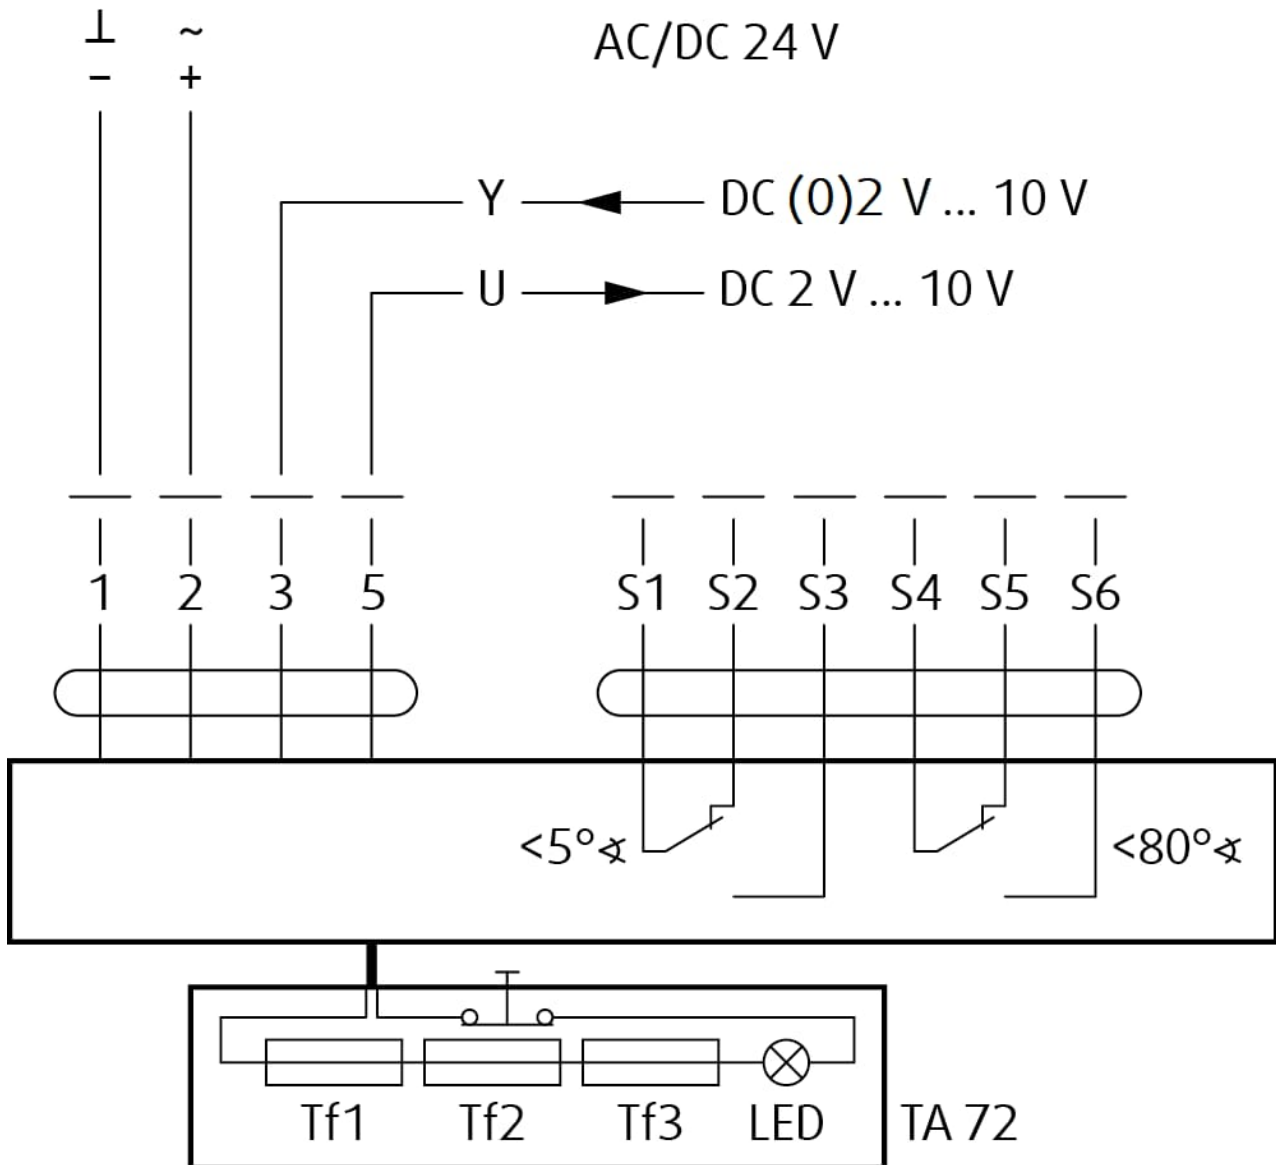 ⊥ ~ AC/DC 24 V
− +
Y DC (0)2 V ... 10 V
U DC 2 V ... 10 V
1 2 3 5 S1 S2 S3 S4 S5 S6
<5°∢ <80°∢
Tf1 Tf2 Tf3 LED TA 72